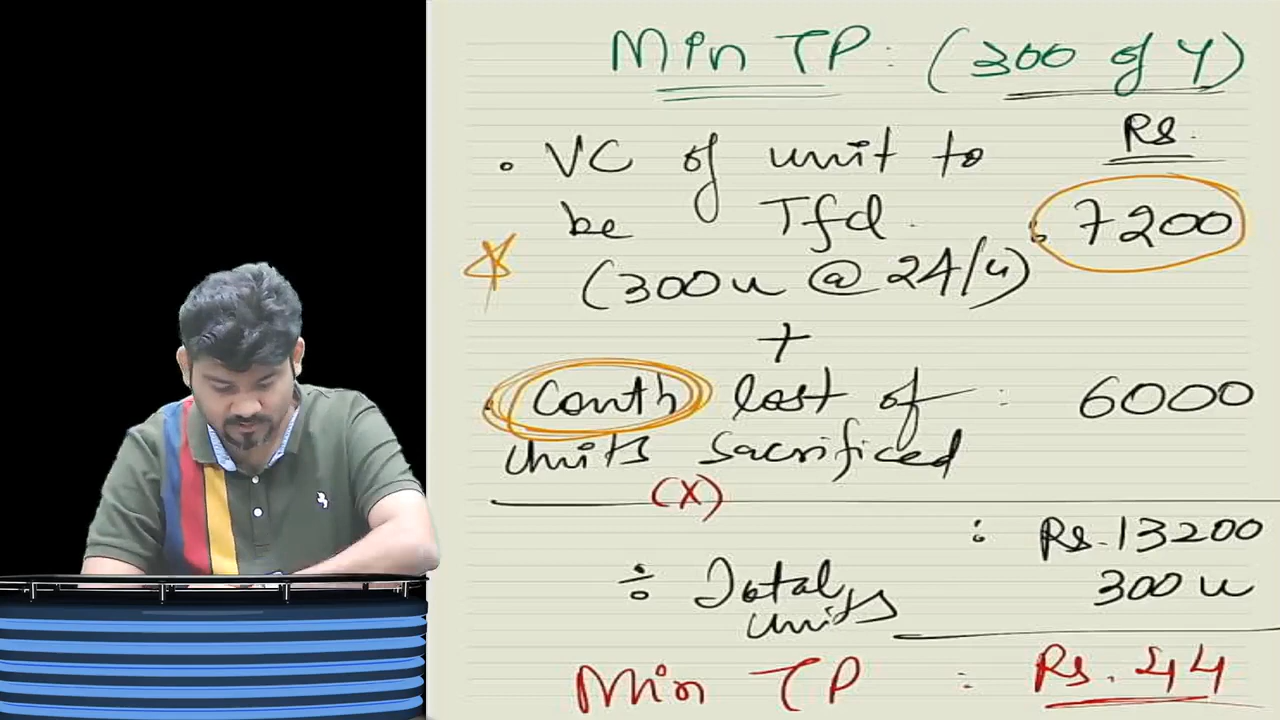 Min TP: (300 of Y)
Rs.
• VC of unit to
be Tfd. : 7200
(300u @ 24/u)
+
• Conth lost of : 6000
units sacrificed
(X)
: Rs. 13200
÷ Total units 300 u
Min TP : Rs. 44